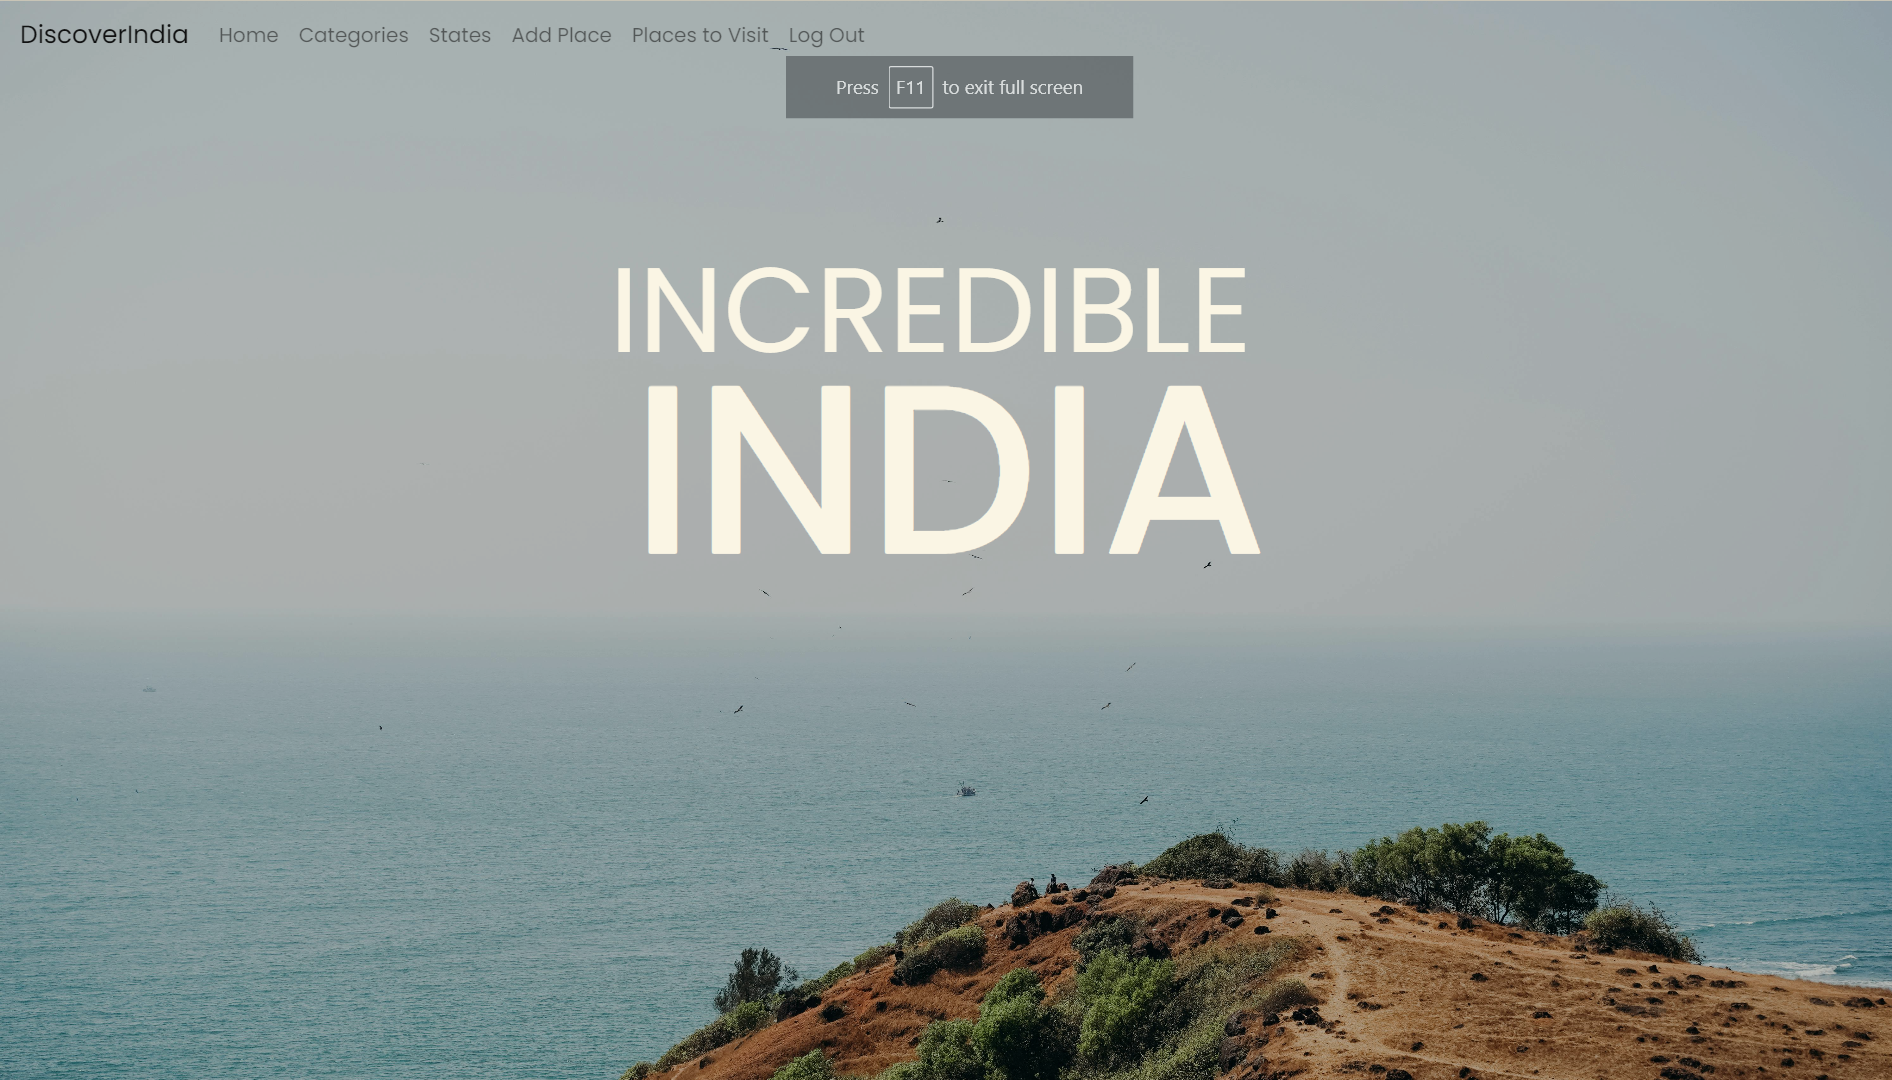 DiscoverIndia Home Categories States Add Place Places to Visit Log Out
Press F11 to exit full screen
INCREDIBLE
INDIA